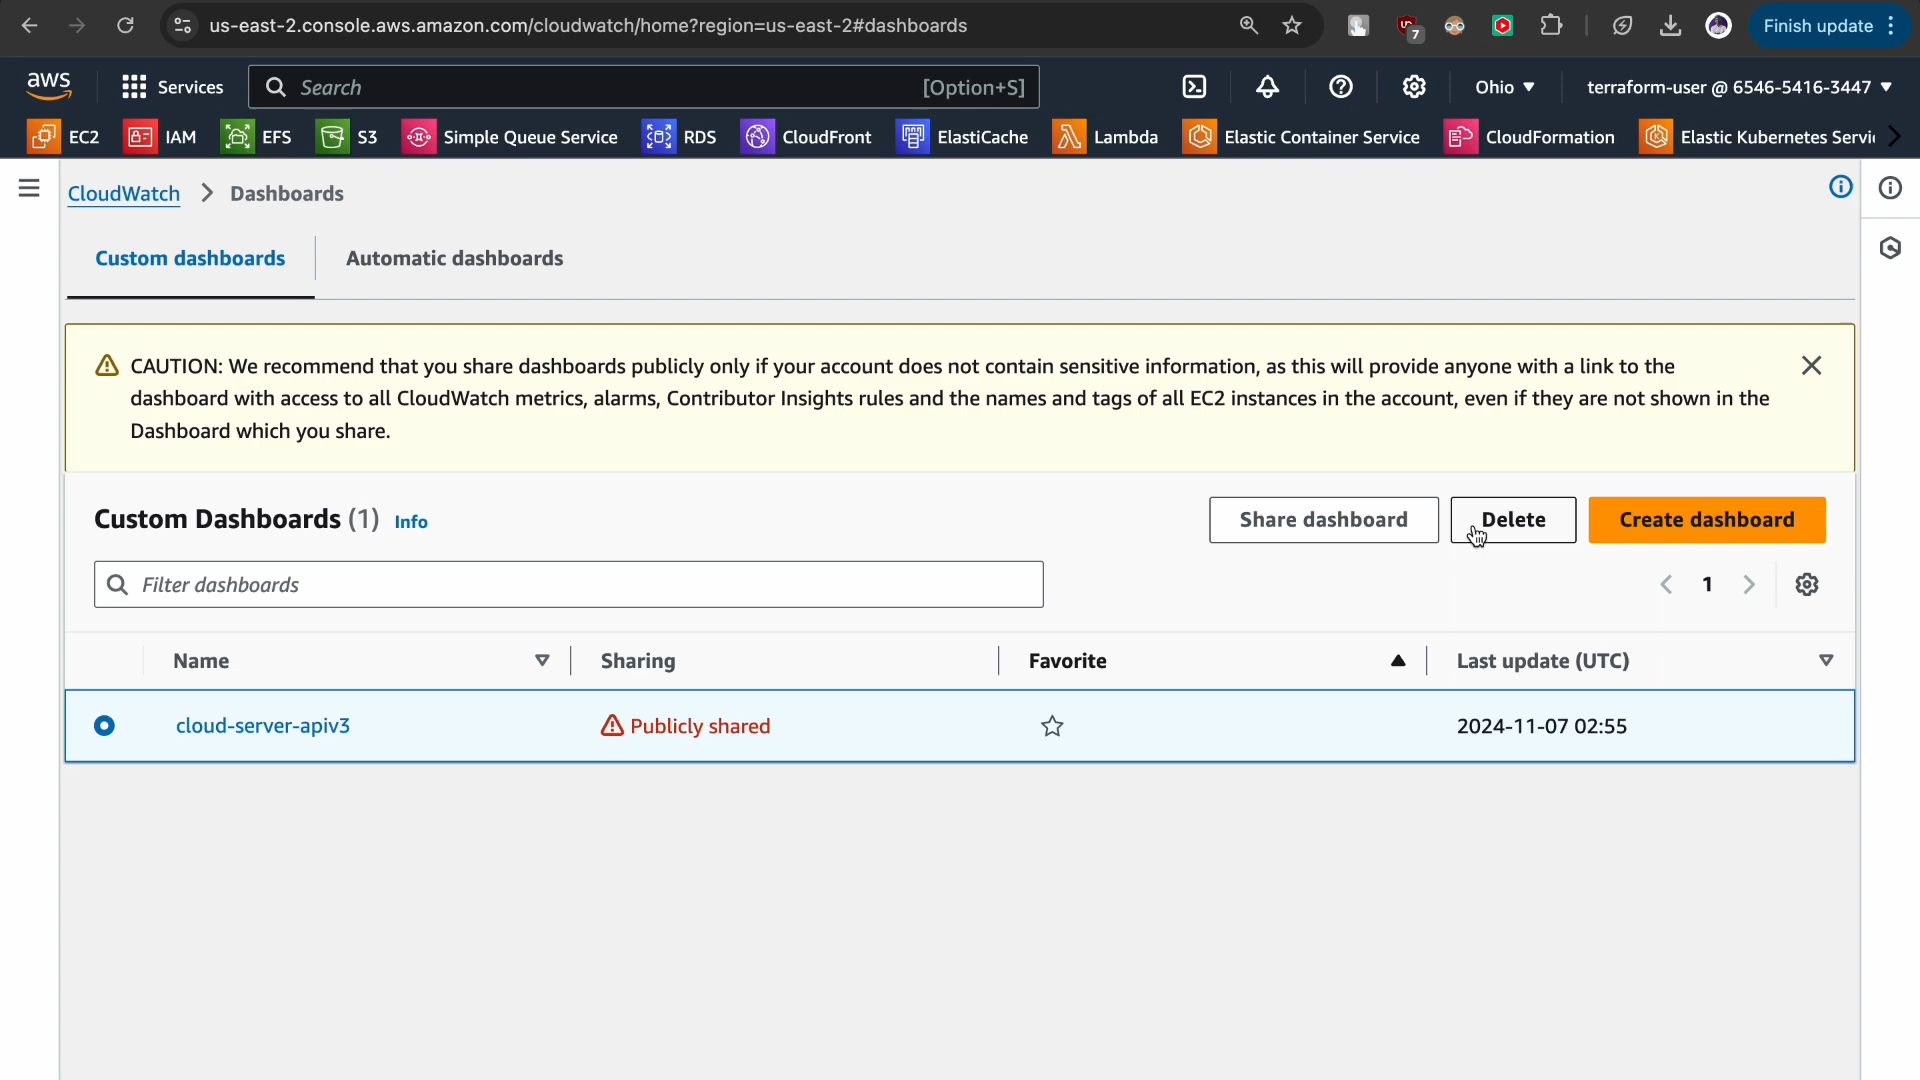 us-east-2.console.aws.amazon.com/cloudwatch/home?region=us-east-2#dashboards
7
Finish update
aws
Services
Search
[Option+S]
Ohio
terraform-user @ 6546-5416-3447
EC2
IAM
EFS
S3
Simple Queue Service
RDS
CloudFront
ElastiCache
Lambda
Elastic Container Service
CloudFormation
Elastic Kubernetes Servi
CloudWatch
Dashboards
Custom dashboards
Automatic dashboards
CAUTION: We recommend that you share dashboards publicly only if your account does not contain sensitive information, as this will provide anyone with a link to the
dashboard with access to all CloudWatch metrics, alarms, Contributor Insights rules and the names and tags of all EC2 instances in the account, even if they are not shown in the
Dashboard which you share.
Custom Dashboards (1)
Info
Share dashboard
Delete
Create dashboard
Filter dashboards
1
Name
Sharing
Favorite
Last update (UTC)
cloud-server-apiv3
Publicly shared
2024-11-07 02:55